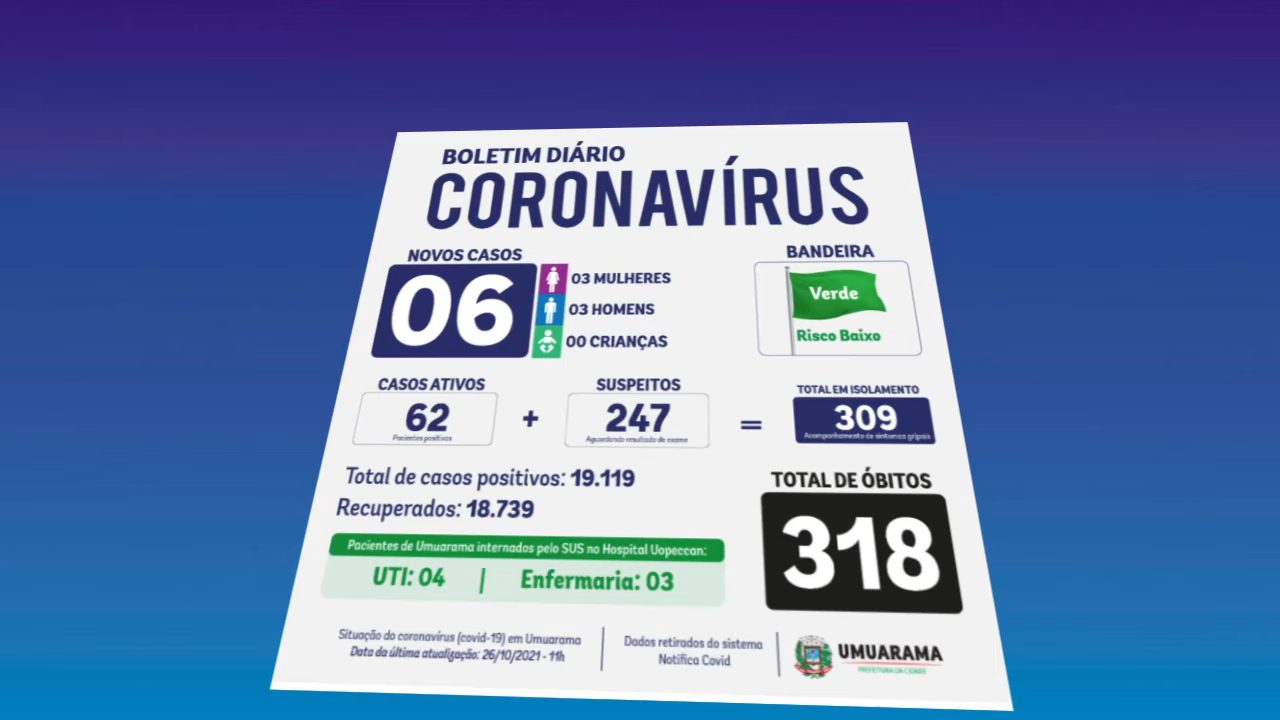 BOLETIM DIÁRIO
CORONAVÍRUS
NOVOS CASOS
06
03 MULHERES
03 HOMENS
00 CRIANÇAS
BANDEIRA
Verde
Risco Baixo
CASOS ATIVOS
62
Pacientes positivos
+
SUSPEITOS
247
Aguardando resultado de exame
=
TOTAL EM ISOLAMENTO
309
Acompanhamento de sintomas gripais
Total de casos positivos: 19.119
Recuperados: 18.739
TOTAL DE ÓBITOS
318
Pacientes de Umuarama internados pelo SUS no Hospital Uopeccan:
UTI: 04 | Enfermaria: 03
Situação do coronavírus (covid-19) em Umuarama
Data da última atualização: 26/10/2021 - 11h
Dados retirados do sistema
Notifica Covid
UMUARAMA
PREFEITURA DA CIDADE